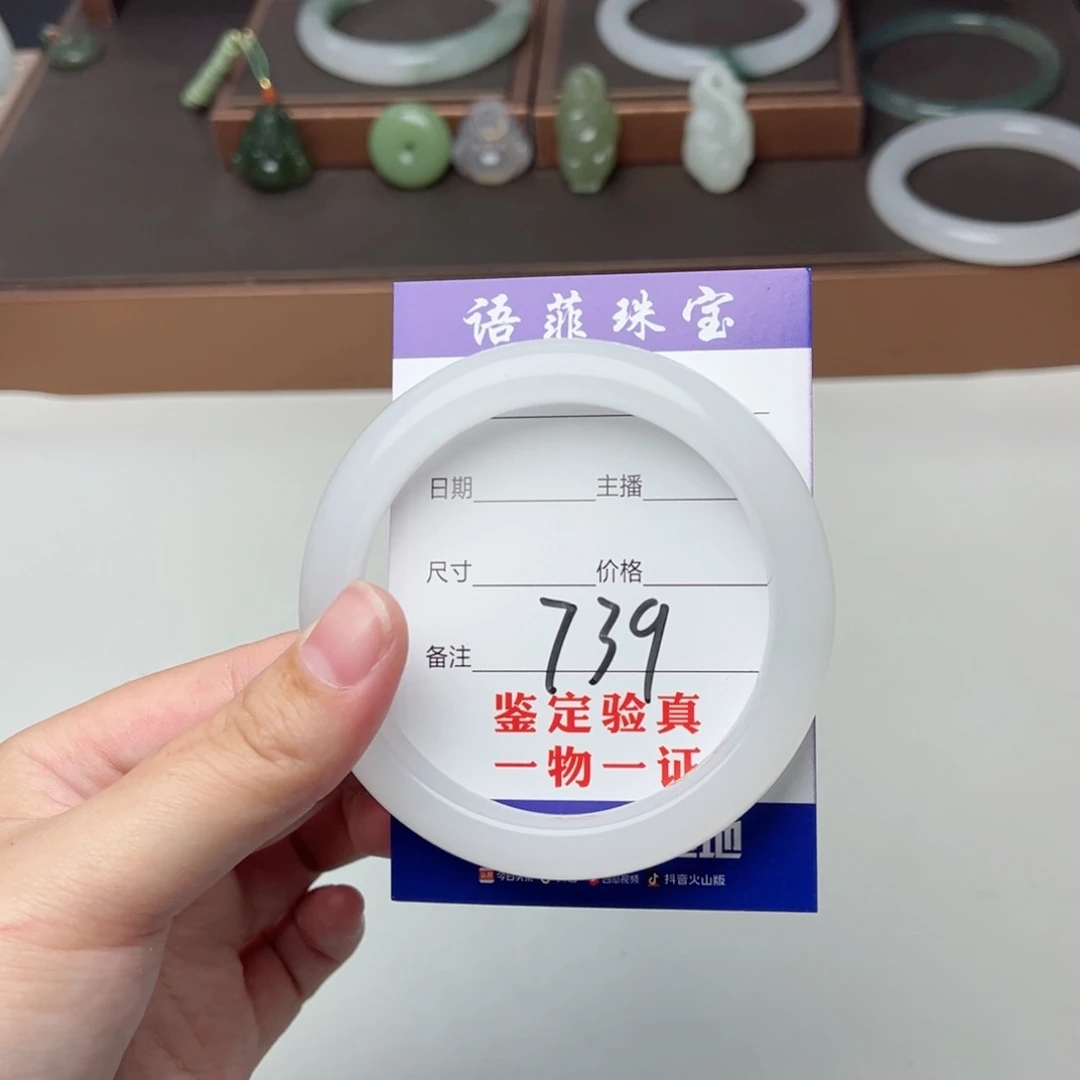 语菲珠宝
日期 主播
尺寸 价格
739
备注
鉴定验真
一物一证
抖音火山版